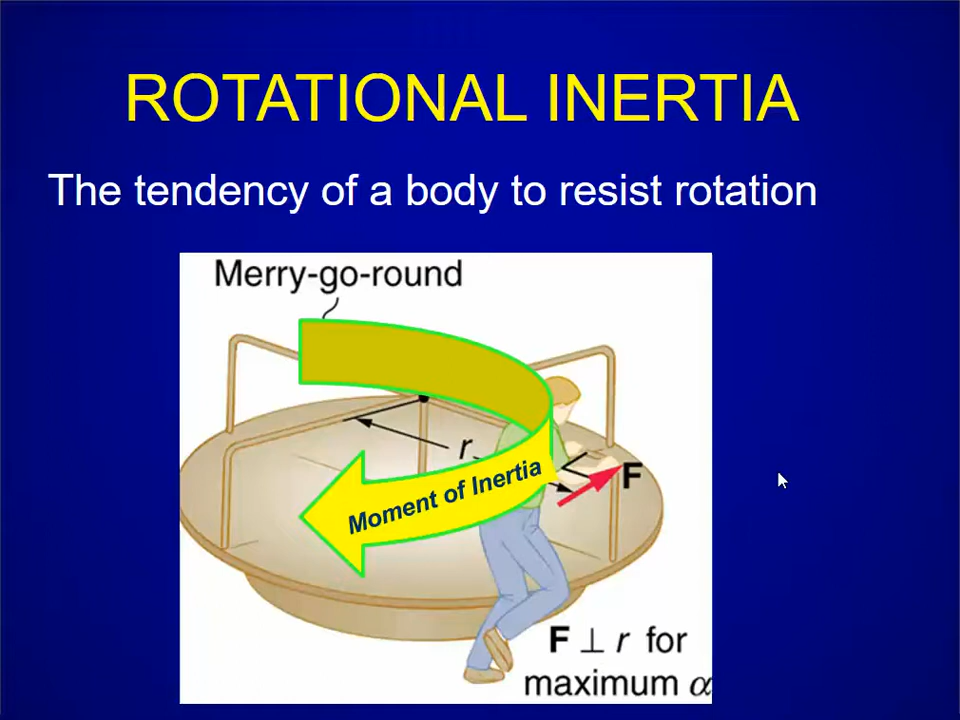 ROTATIONAL INERTIA
The tendency of a body to resist rotation
Merry-go-round
r
F
Moment of Inertia
F ⊥ r for
maximum α